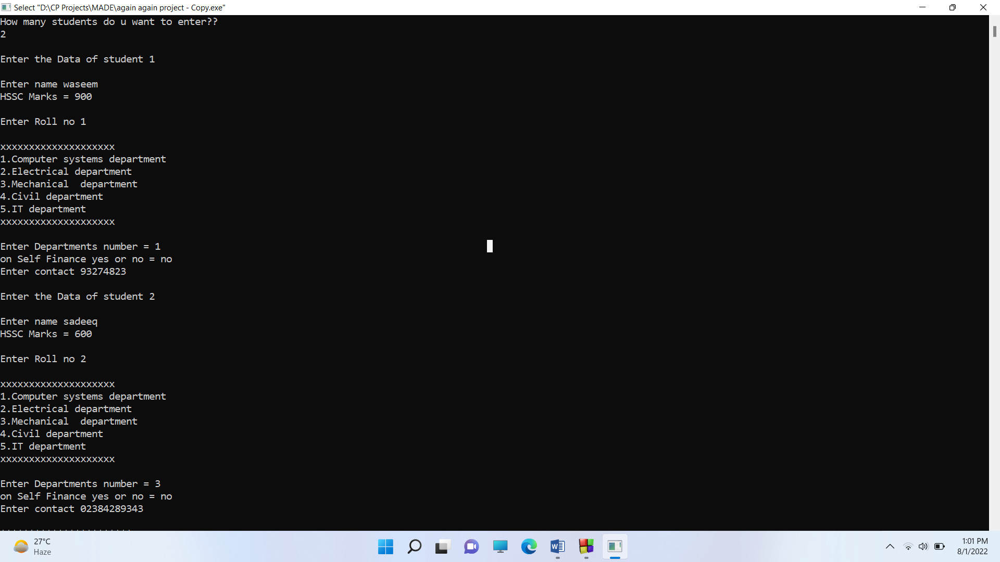 Select "D:\CP Projects\MADE\again again project - Copy.exe"
How many students do u want to enter??
2
Enter the Data of student 1
Enter name waseem
HSSC Marks = 900
Enter Roll no 1
xxxxxxxxxxxxxxxxxxxx
1.Computer systems department
2.Electrical department
3.Mechanical  department
4.Civil department
5.IT department
xxxxxxxxxxxxxxxxxxxx
Enter Departments number = 1
on Self Finance yes or no = no
Enter contact 93274823
Enter the Data of student 2
Enter name sadeeq
HSSC Marks = 600
Enter Roll no 2
xxxxxxxxxxxxxxxxxxxx
1.Computer systems department
2.Electrical department
3.Mechanical  department
4.Civil department
5.IT department
xxxxxxxxxxxxxxxxxxxx
Enter Departments number = 3
on Self Finance yes or no = no
Enter contact 02384289343
27°C
Haze
1:01 PM
8/1/2022